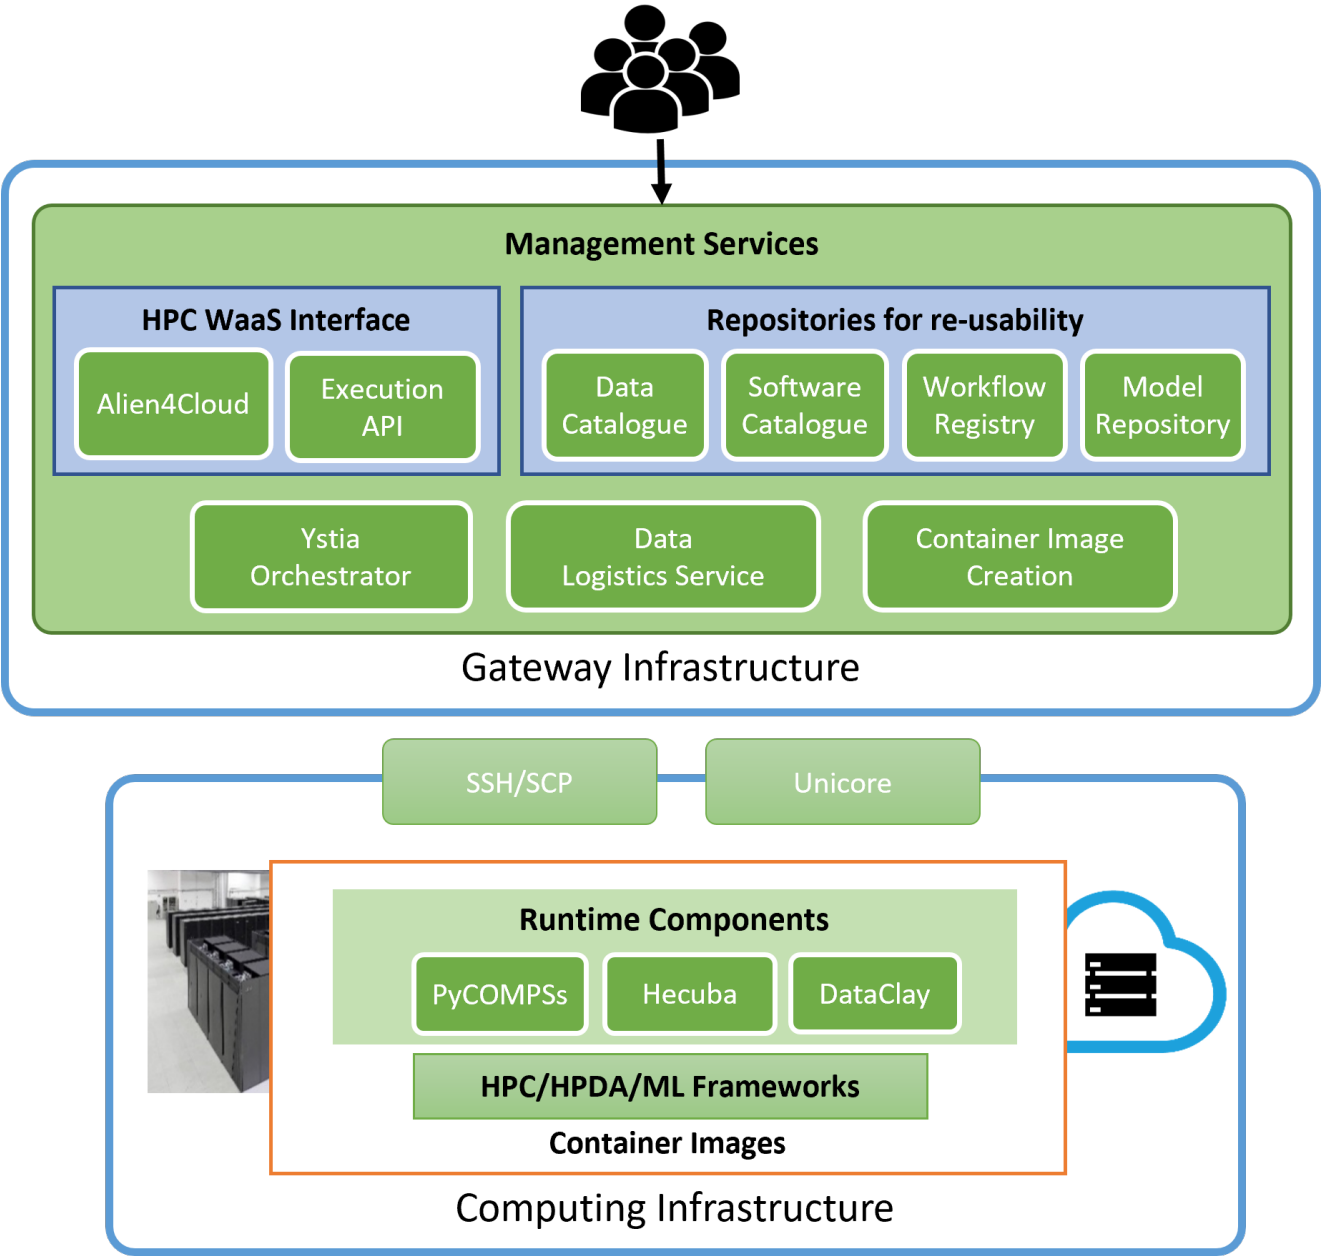 Management Services
HPC WaaS Interface
Alien4Cloud
Execution
API
Repositories for re-usability
Data
Catalogue
Software
Catalogue
Workflow
Registry
Model
Repository
Ystia
Orchestrator
Data
Logistics Service
Container Image
Creation
Gateway Infrastructure
SSH/SCP
Unicore
Runtime Components
PyCOMPSs
Hecuba
DataClay
HPC/HPDA/ML Frameworks
Container Images
Computing Infrastructure